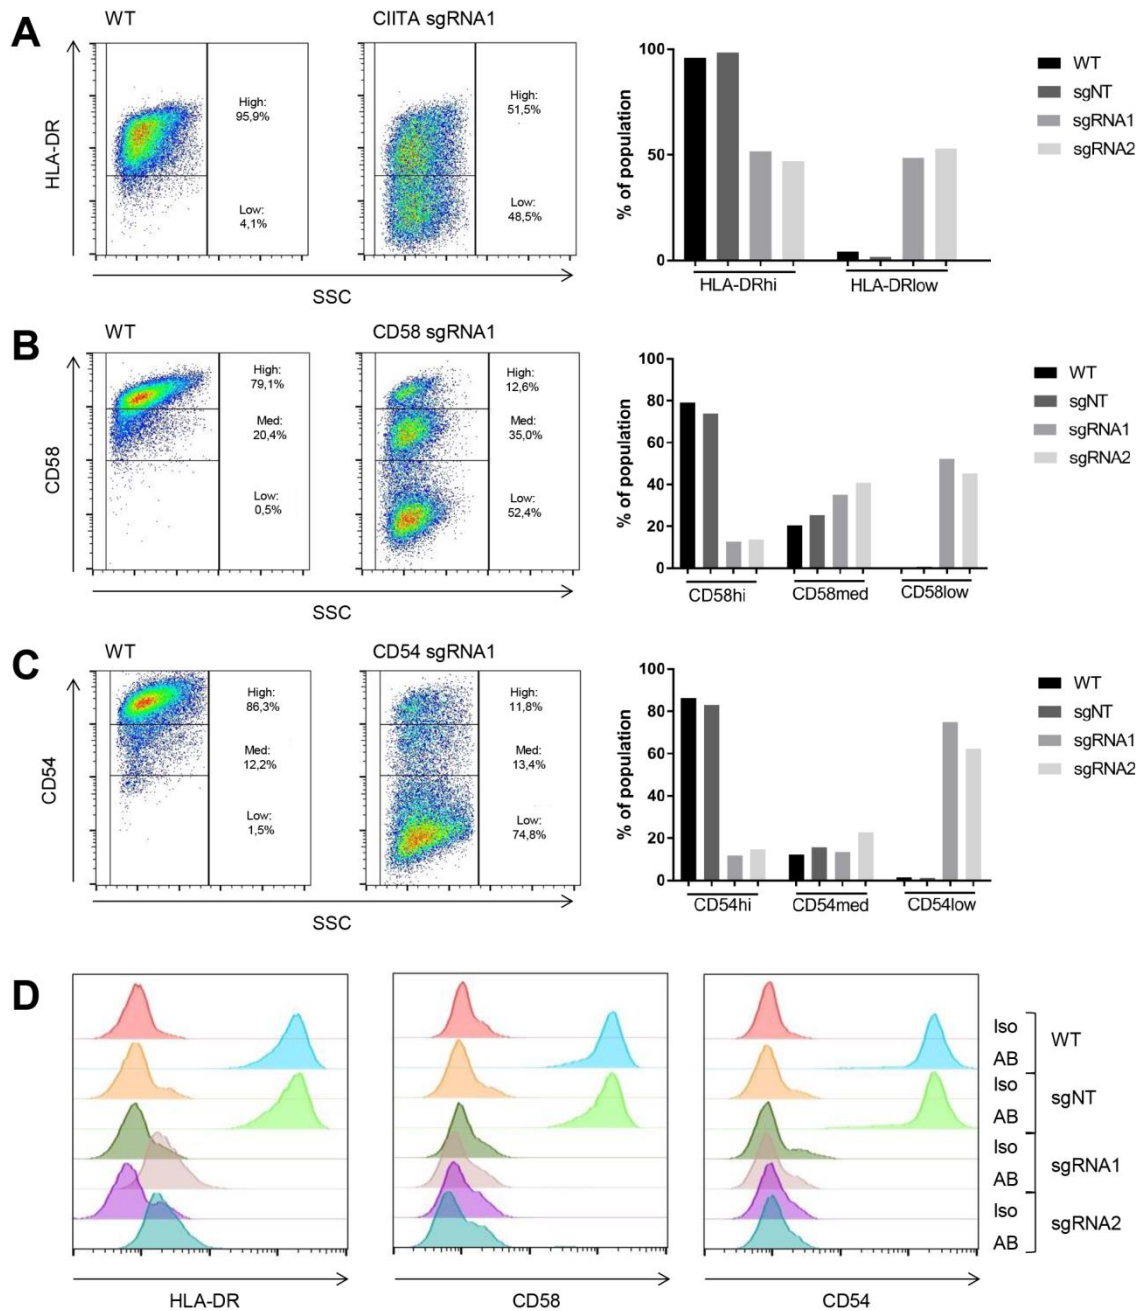 A
WT
CIITA sgRNA1
HLA-DR
High:
95,9%
Low:
4,1%
High:
51,5%
Low:
48,5%
SSC
% of population
100
50
0
HLA-DRhi
HLA-DRlow
WT
sgNT
sgRNA1
sgRNA2
B
WT
CD58 sgRNA1
CD58
High:
79,1%
Med:
20,4%
Low:
0,5%
High:
12,6%
Med:
35,0%
Low:
52,4%
SSC
% of population
100
80
60
40
20
0
CD58hi
CD58med
CD58low
WT
sgNT
sgRNA1
sgRNA2
C
WT
CD54 sgRNA1
CD54
High:
86,3%
Med:
12,2%
Low:
1,5%
High:
11,8%
Med:
13,4%
Low:
74,8%
SSC
% of population
100
80
60
40
20
0
CD54hi
CD54med
CD54low
WT
sgNT
sgRNA1
sgRNA2
D
Iso
AB
WT
Iso
AB
sgNT
Iso
AB
sgRNA1
Iso
AB
sgRNA2
HLA-DR
CD58
CD54